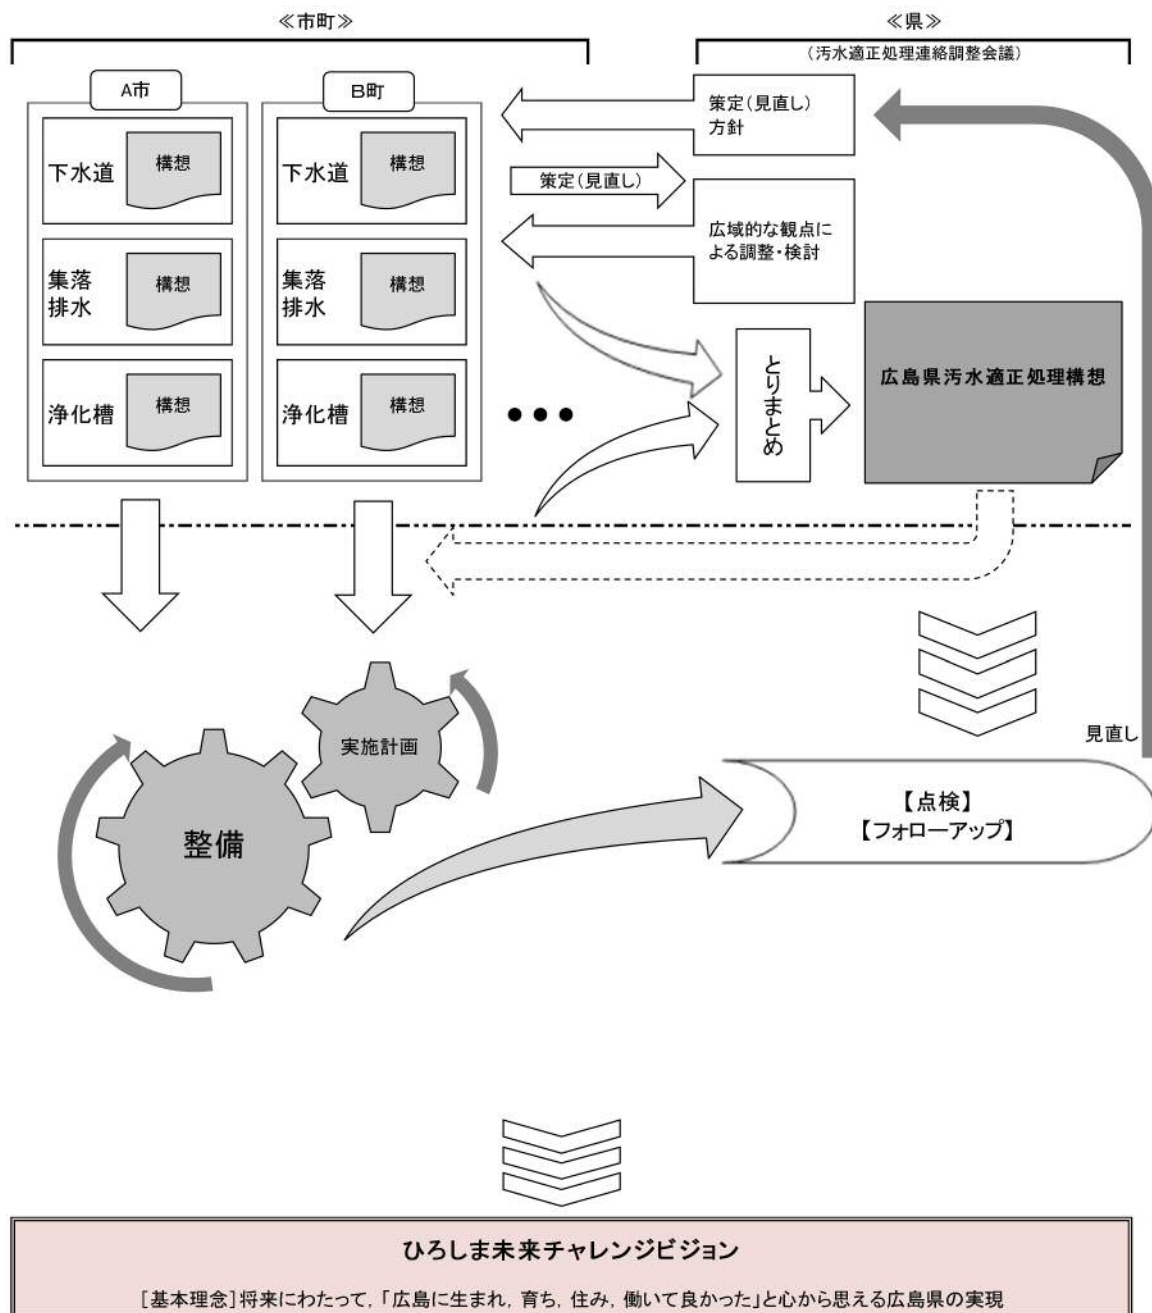 ≪市町≫
≪県≫
(汚水適正処理連絡調整会議)
A市
下水道
構想
集落
排水
構想
浄化槽
構想
B町
下水道
構想
集落
排水
構想
浄化槽
構想
●●●
策定(見直し)
方針
策定(見直し)
広域的な観点に
よる調整・検討
とりまとめ
広島県汚水適正処理構想
実施計画
整備
見直し
【点検】
【フォローアップ】
ひろしま未来チャレンジビジョン
[基本理念]将来にわたって,「広島に生まれ,育ち,住み,働いて良かった」と心から思える広島県の実現